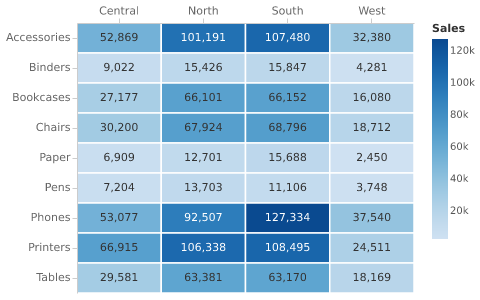 Central North South West
Sales
Accessories 52,869 101,191 107,480 32,380
120k
Binders 9,022 15,426 15,847 4,281
100k
Bookcases 27,177 66,101 66,152 16,080
80k
Chairs 30,200 67,924 68,796 18,712
60k
Paper 6,909 12,701 15,688 2,450
40k
Pens 7,204 13,703 11,106 3,748
20k
Phones 53,077 92,507 127,334 37,540
Printers 66,915 106,338 108,495 24,511
Tables 29,581 63,381 63,170 18,169